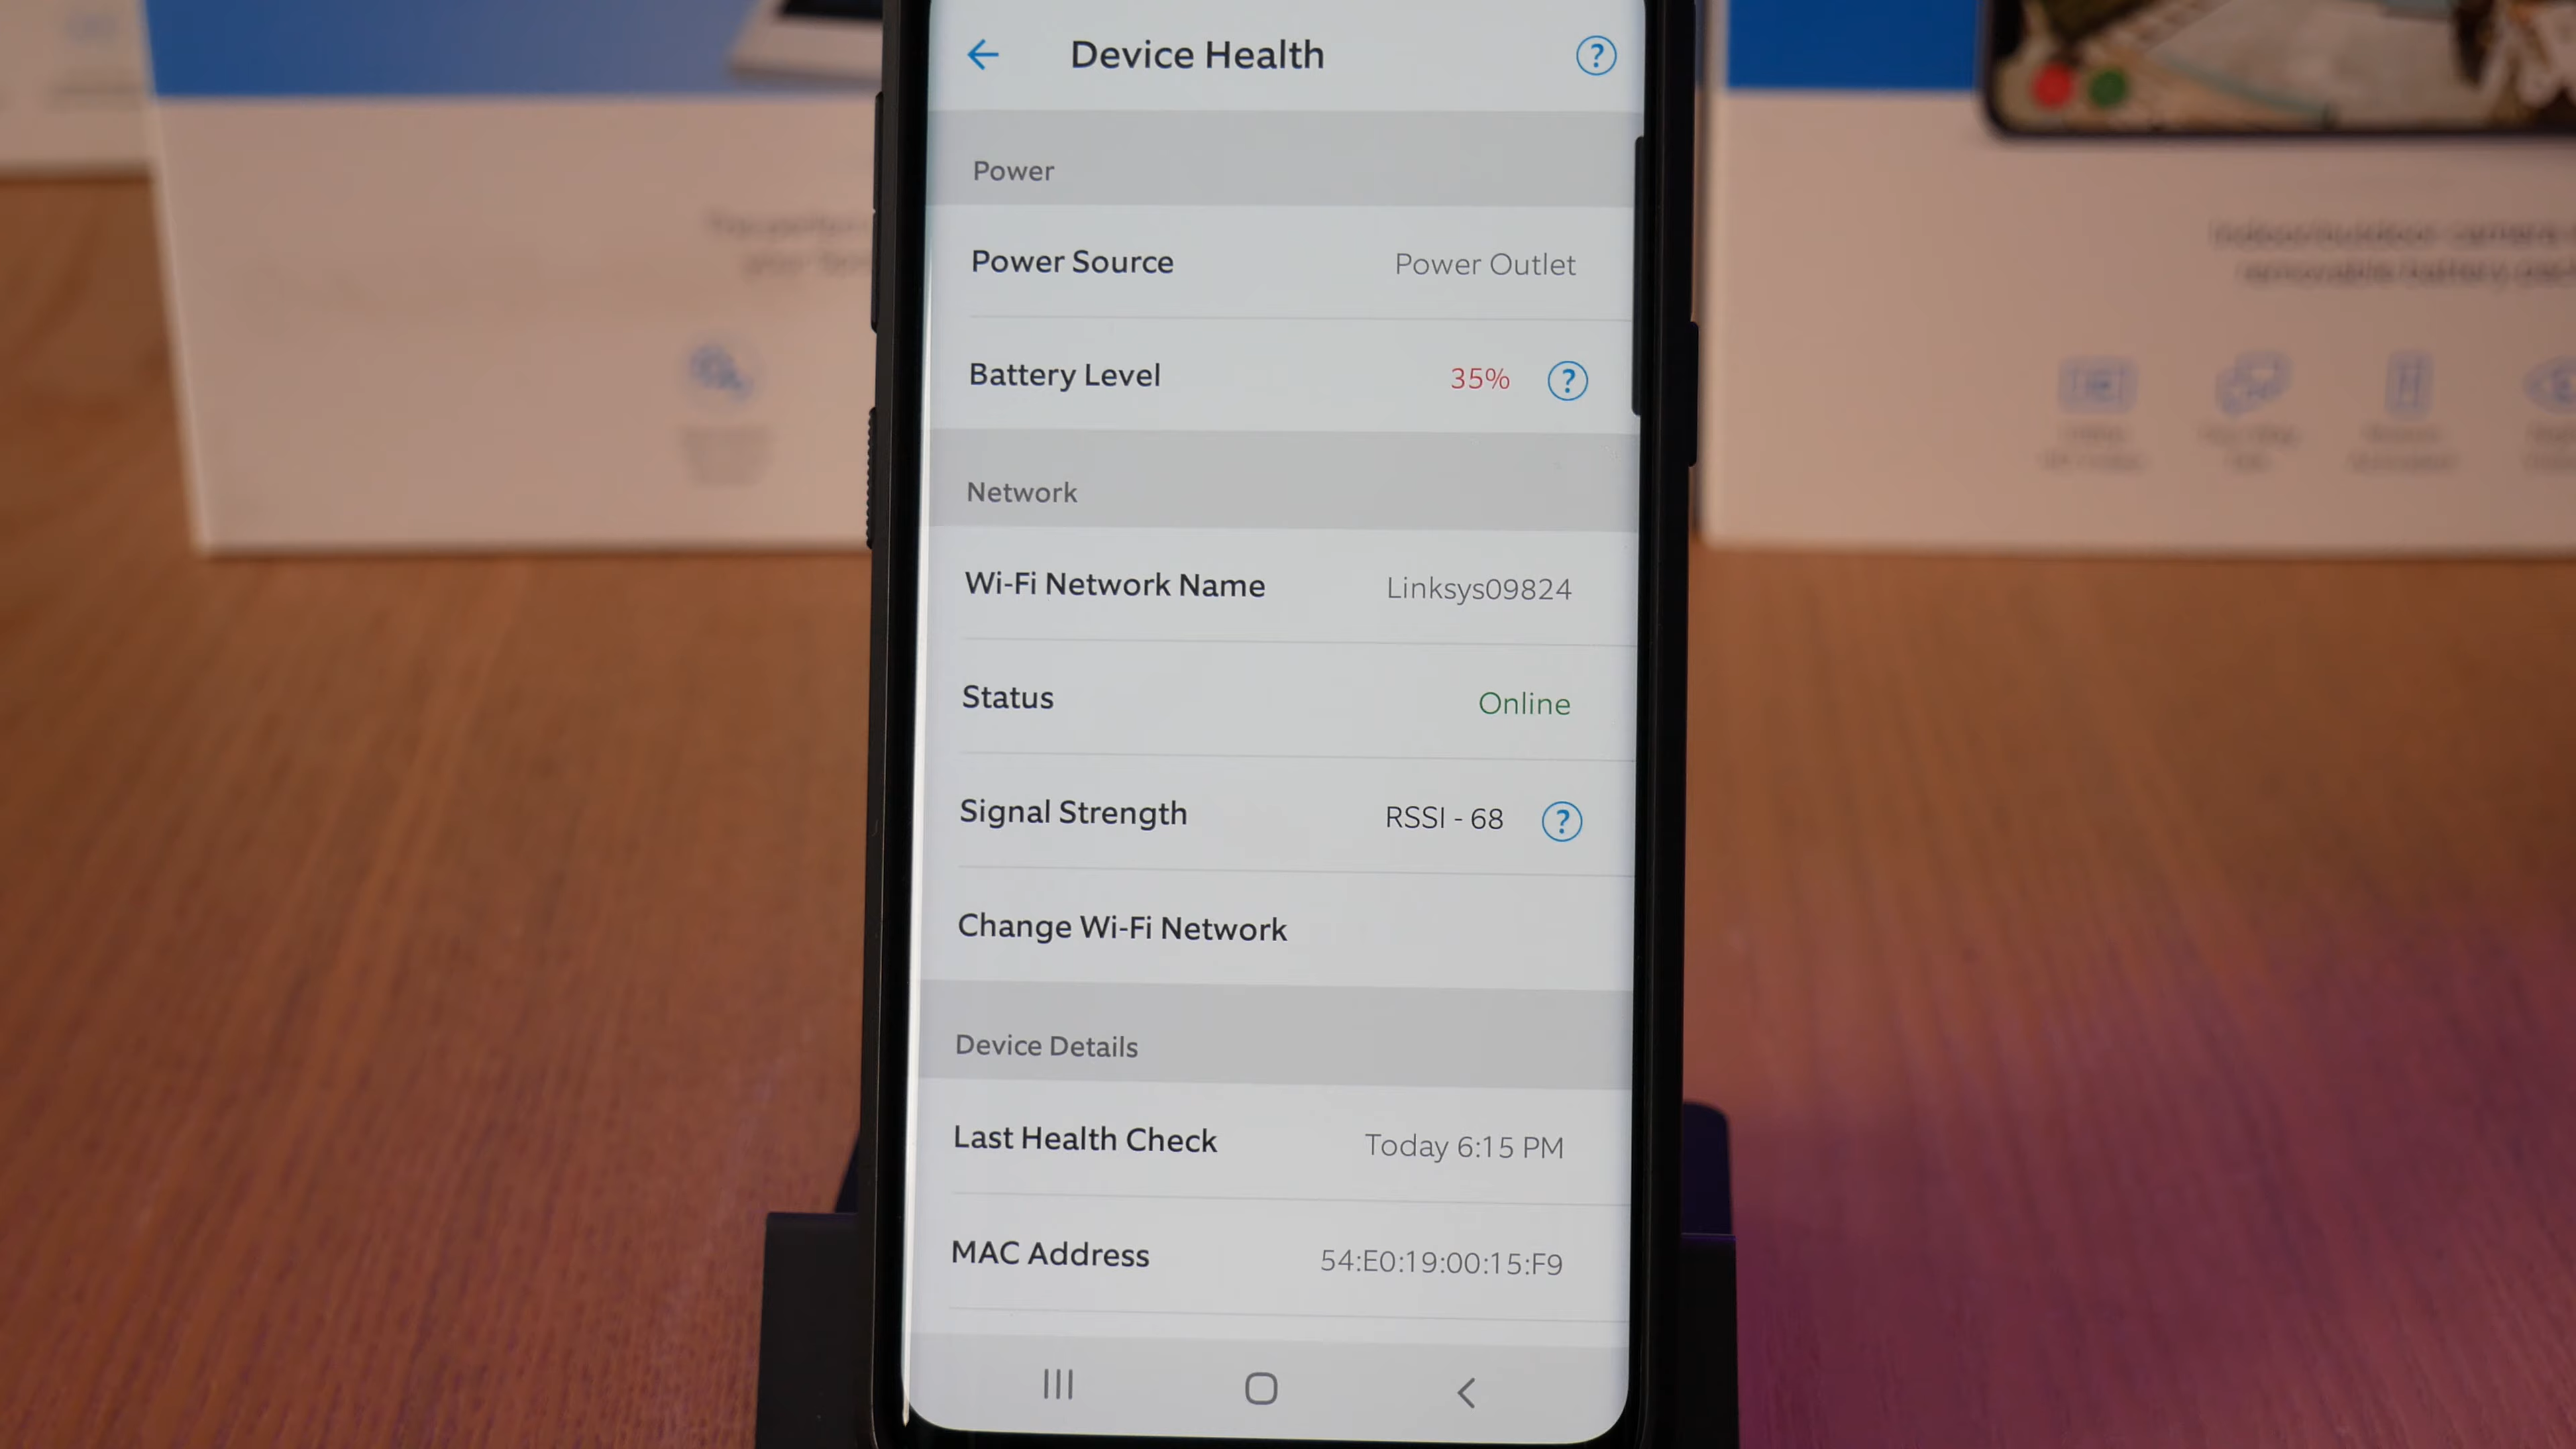 Device Health
Power
Power Source Power Outlet
Battery Level 35%
Network
Wi-Fi Network Name Linksys09824
Status Online
Signal Strength RSSI - 68
Change Wi-Fi Network
Device Details
Last Health Check Today 6:15 PM
MAC Address 54:E0:19:00:15:F9